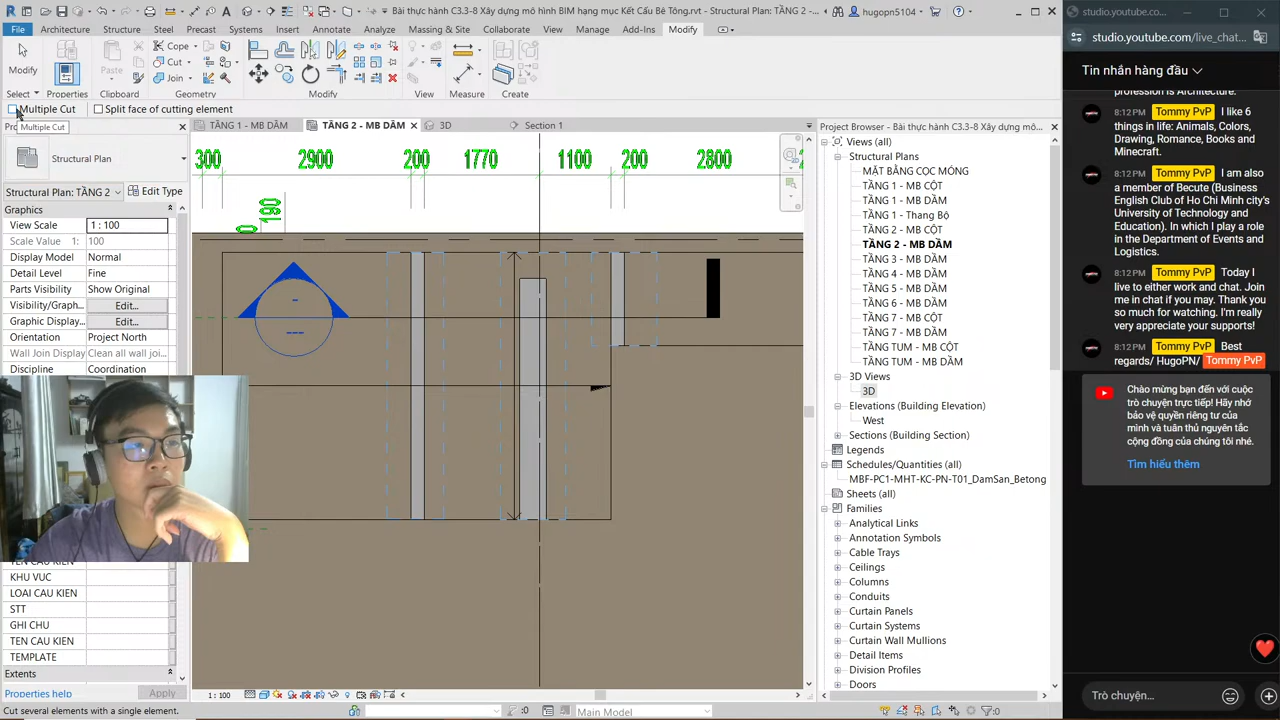 Bài thực hành C3.3-8 Xây dựng mô hình BIM hạng mục Kết Cấu Bê Tông.rvt - Structural Plan: TẦNG 2 -...
hugopn5104
File Architecture Structure Steel Precast Systems Insert Annotate Analyze Massing & Site Collaborate View Manage Add-Ins Modify
Modify
Paste
Cope
Cut
Join
Select Properties Clipboard Geometry Modify View Measure Create
Multiple Cut Split face of cutting element
Multiple Cut
TẦNG 1 - MB DẦM TẦNG 2 - MB DẦM 3D Section 1
Structural Plan
Structural Plan: TẦNG 2 Edit Type
Graphics
View Scale 1 : 100
Scale Value 1: 100
Display Model Normal
Detail Level Fine
Parts Visibility Show Original
Visibility/Graph... Edit...
Graphic Display... Edit...
Orientation Project North
Wall Join Display Clean all wall joi...
Discipline Coordination
KHU VUC
LOAI CAU KIEN
STT
GHI CHU
TEN CAU KIEN
TEMPLATE
Extents
Properties help Apply
Cut several elements with a single element.
300 2900 200 1770 1100 200 2800
190
1 : 100
:0 Main Model :0
Project Browser - Bài thực hành C3.3-8 Xây dựng mô...
Views (all)
Structural Plans
MẶT BẰNG CỌC MÓNG
TẦNG 1 - MB CỘT
TẦNG 1 - MB DẦM
TẦNG 1 - Thang Bộ
TẦNG 2 - MB CỘT
TẦNG 2 - MB DẦM
TẦNG 3 - MB DẦM
TẦNG 4 - MB DẦM
TẦNG 5 - MB DẦM
TẦNG 6 - MB DẦM
TẦNG 7 - MB CỘT
TẦNG 7 - MB DẦM
TẦNG TUM - MB CỘT
TẦNG TUM - MB DẦM
3D Views
3D
Elevations (Building Elevation)
West
Sections (Building Section)
Legends
Schedules/Quantities (all)
MBF-PC1-MHT-KC-PN-T01_DamSan_Betong
Sheets (all)
Families
Analytical Links
Annotation Symbols
Cable Trays
Ceilings
Columns
Conduits
Curtain Panels
Curtain Systems
Curtain Wall Mullions
Detail Items
Division Profiles
Doors
studio.youtube.co...
studio.youtube.com/live_chat...
Tin nhắn hàng đầu
profession is Architecture.
8:12 PM Tommy PvP I like 6
things in life: Animals, Colors,
Drawing, Romance, Books and
Minecraft.
8:12 PM Tommy PvP I am also
a member of Becute (Business
English Club of Ho Chi Minh city's
University of Technology and
Education). In which I play a role
in the Department of Events and
Logistics.
8:12 PM Tommy PvP Today I
live to either work and chat. Join
me in chat if you may. Thank you
so much for watching. I'm really
very appreciate your supports!
8:12 PM Tommy PvP Best
regards/ HugoPN/ Tommy PvP
Chào mừng bạn đến với cuộc
trò chuyện trực tiếp! Hãy nhớ
bảo vệ quyền riêng tư của
mình và tuân thủ nguyên tắc
cộng đồng của chúng tôi nhé.
Tìm hiểu thêm
Trò chuyện...